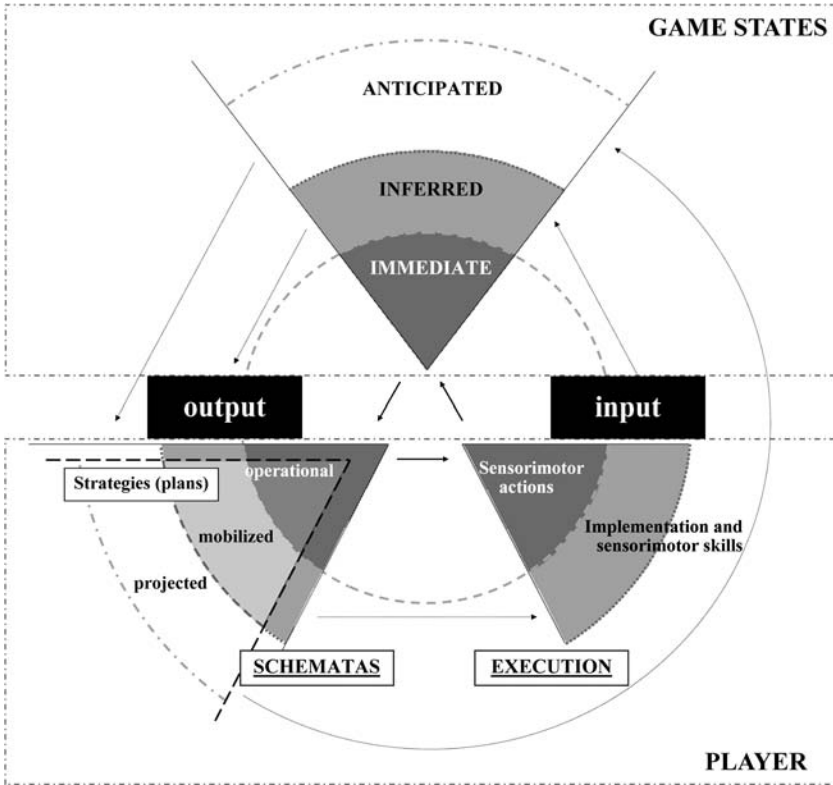 GAME STATES
ANTICIPATED
INFERRED
IMMEDIATE
output
input
operational
Sensorimotor
actions
Strategies (plans)
mobilized
Implementation and
sensorimotor skills
projected
SCHEMATAS
EXECUTION
PLAYER